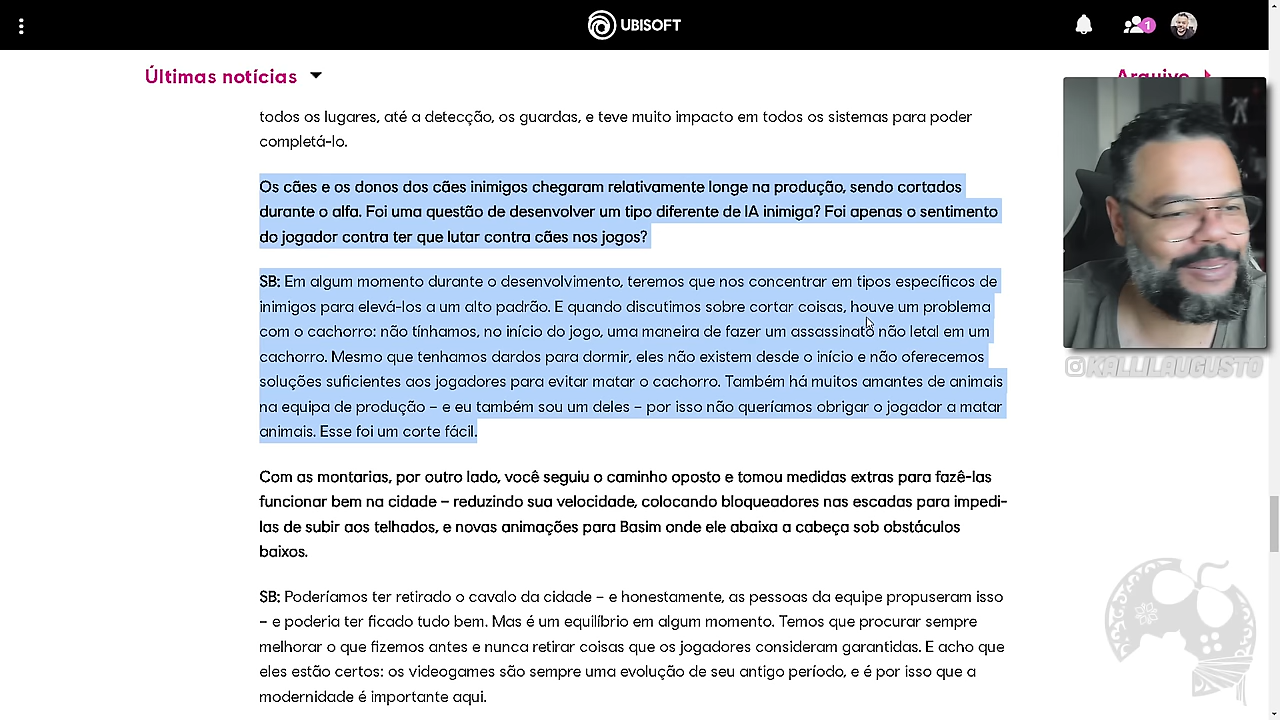 UBISOFT
1
Últimas notícias
Arquivo
todos os lugares, até a detecção, os guardas, e teve muito impacto em todos os sistemas para poder
completá-lo.
Os cães e os donos dos cães inimigos chegaram relativamente longe na produção, sendo cortados
durante o alfa. Foi uma questão de desenvolver um tipo diferente de IA inimiga? Foi apenas o sentimento
do jogador contra ter que lutar contra cães nos jogos?
SB: Em algum momento durante o desenvolvimento, teremos que nos concentrar em tipos específicos de
inimigos para elevá-los a um alto padrão. E quando discutimos sobre cortar coisas, houve um problema
com o cachorro: não tínhamos, no início do jogo, uma maneira de fazer um assassinato não letal em um
cachorro. Mesmo que tenhamos dardos para dormir, eles não existem desde o início e não oferecemos
soluções suficientes aos jogadores para evitar matar o cachorro. Também há muitos amantes de animais
na equipa de produção – e eu também sou um deles – por isso não queríamos obrigar o jogador a matar
animais. Esse foi um corte fácil.
KALLILAUGUSTO
Com as montarias, por outro lado, você seguiu o caminho oposto e tomou medidas extras para fazê-las
funcionar bem na cidade – reduzindo sua velocidade, colocando bloqueadores nas escadas para impedi-
las de subir aos telhados, e novas animações para Basim onde ele abaixa a cabeça sob obstáculos
baixos.
SB: Poderíamos ter retirado o cavalo da cidade – e honestamente, as pessoas da equipe propuseram isso
– e poderia ter ficado tudo bem. Mas é um equilíbrio em algum momento. Temos que procurar sempre
melhorar o que fizemos antes e nunca retirar coisas que os jogadores consideram garantidas. E acho que
eles estão certos: os videogames são sempre uma evolução de seu antigo período, e é por isso que a
modernidade é importante aqui.